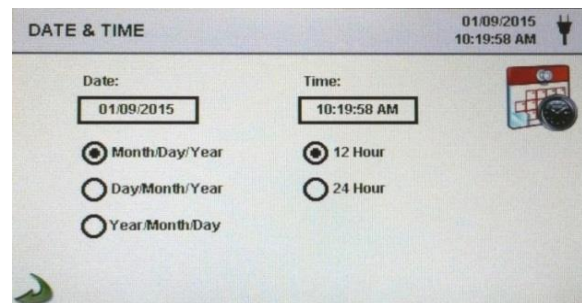 DATE & TIME
01/09/2015
10:19:58 AM
Date:
01/09/2015
Month/Day/Year
Day/Month/Year
Year/Month/Day
Time:
10:19:58 AM
12 Hour
24 Hour